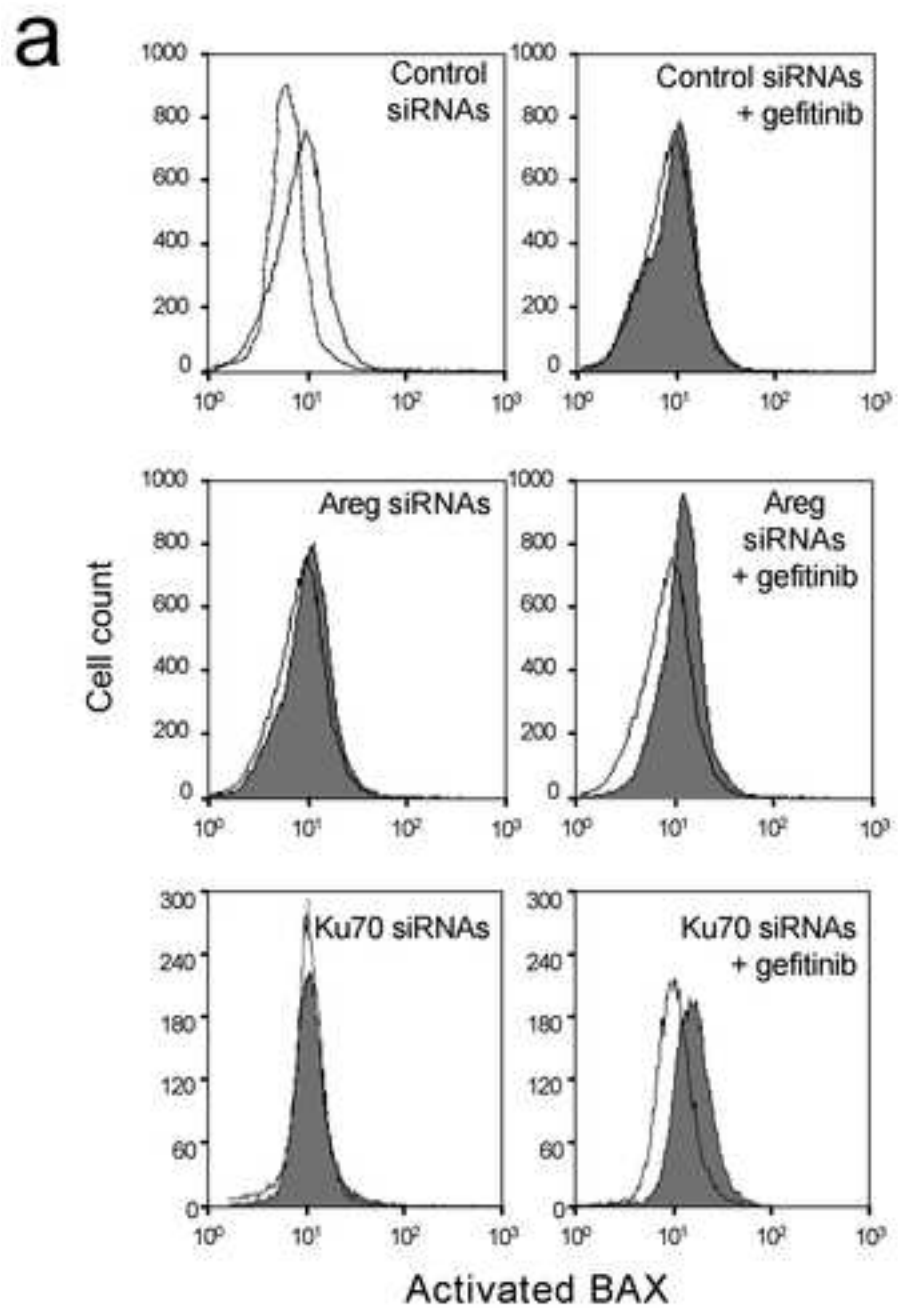 a
1000
800
600
400
200
0
10⁰ 10¹ 10² 10³
Control
siRNAs
1000
800
600
400
200
0
10⁰ 10¹ 10² 10³
Control siRNAs
+ gefitinib
1000
800
600
400
200
0
10⁰ 10¹ 10² 10³
Areg siRNAs
1000
800
600
400
200
0
10⁰ 10¹ 10² 10³
Areg
siRNAs
+ gefitinib
Cell count
300
240
180
120
60
0
10⁰ 10¹ 10² 10³
Ku70 siRNAs
300
240
180
120
60
0
10⁰ 10¹ 10² 10³
Ku70 siRNAs
+ gefitinib
Activated BAX